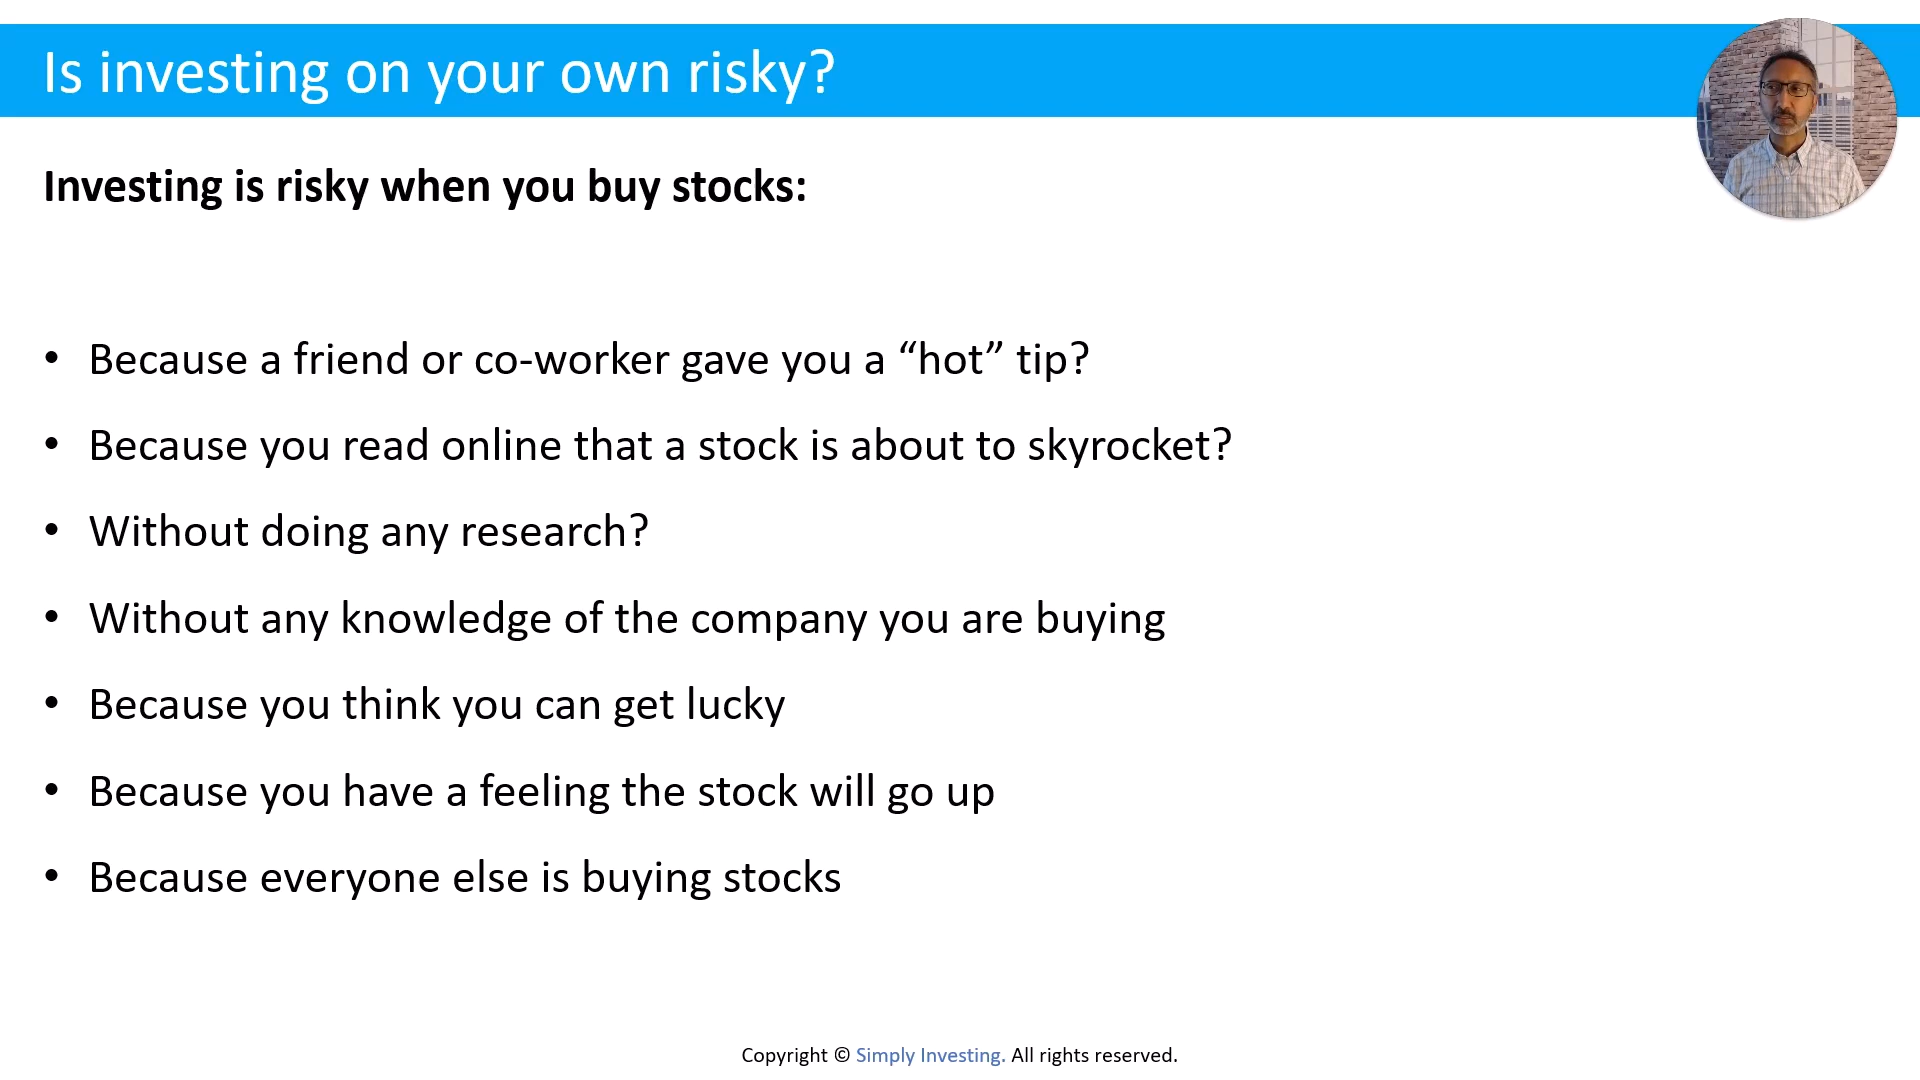 Is investing on your own risky?
Investing is risky when you buy stocks:
• Because a friend or co-worker gave you a “hot” tip?
• Because you read online that a stock is about to skyrocket?
• Without doing any research?
• Without any knowledge of the company you are buying
• Because you think you can get lucky
• Because you have a feeling the stock will go up
• Because everyone else is buying stocks
Copyright © Simply Investing. All rights reserved.